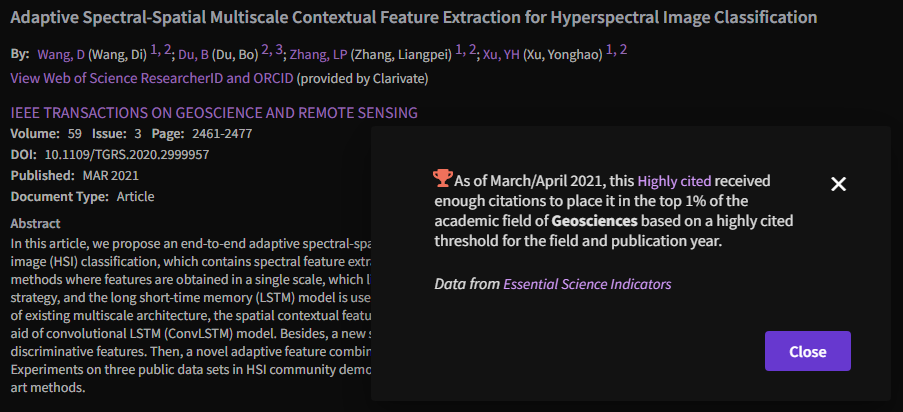 Adaptive Spectral-Spatial Multiscale Contextual Feature Extraction for Hyperspectral Image Classification
By: Wang, D (Wang, Di) 1, 2; Du, B (Du, Bo) 2, 3; Zhang, LP (Zhang, Liangpei) 1, 2; Xu, YH (Xu, Yonghao) 1, 2
View Web of Science ResearcherID and ORCID (provided by Clarivate)
IEEE TRANSACTIONS ON GEOSCIENCE AND REMOTE SENSING
Volume: 59 Issue: 3 Page: 2461-2477
DOI: 10.1109/TGRS.2020.2999957
Published: MAR 2021
Document Type: Article
Abstract
In this article, we propose an end-to-end adaptive spectral-spa
image (HSI) classification, which contains spectral feature extr
methods where features are obtained in a single scale, which l
strategy, and the long short-time memory (LSTM) model is use
of existing multiscale architecture, the spatial contextual featu
aid of convolutional LSTM (ConvLSTM) model. Besides, a new s
discriminative features. Then, a novel adaptive feature combin
Experiments on three public data sets in HSI community demo
art methods.
As of March/April 2021, this Highly cited received
enough citations to place it in the top 1% of the
academic field of Geosciences based on a highly cited
threshold for the field and publication year.
Data from Essential Science Indicators
Close